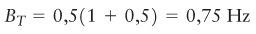 B_T = 0,5(1 + 0,5) = 0,75 Hz